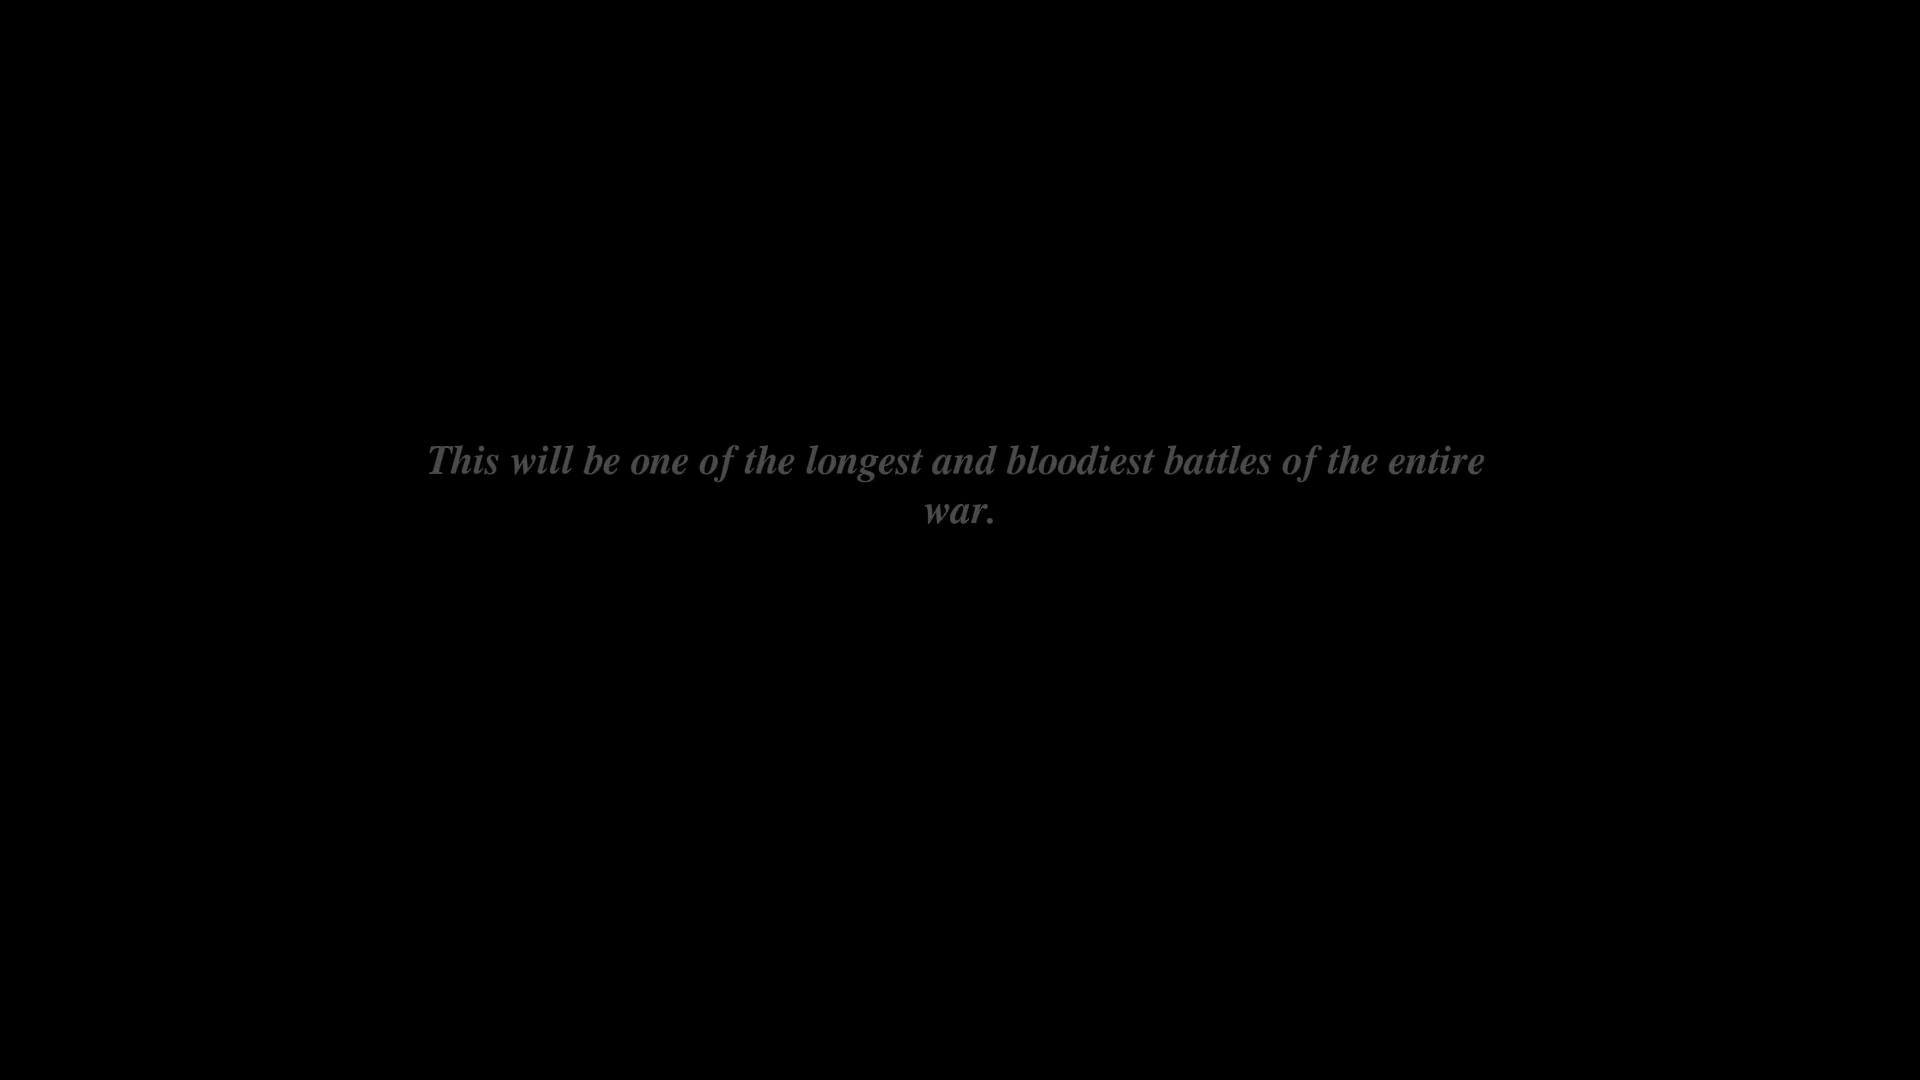 This will be one of the longest and bloodiest battles of the entire
war.